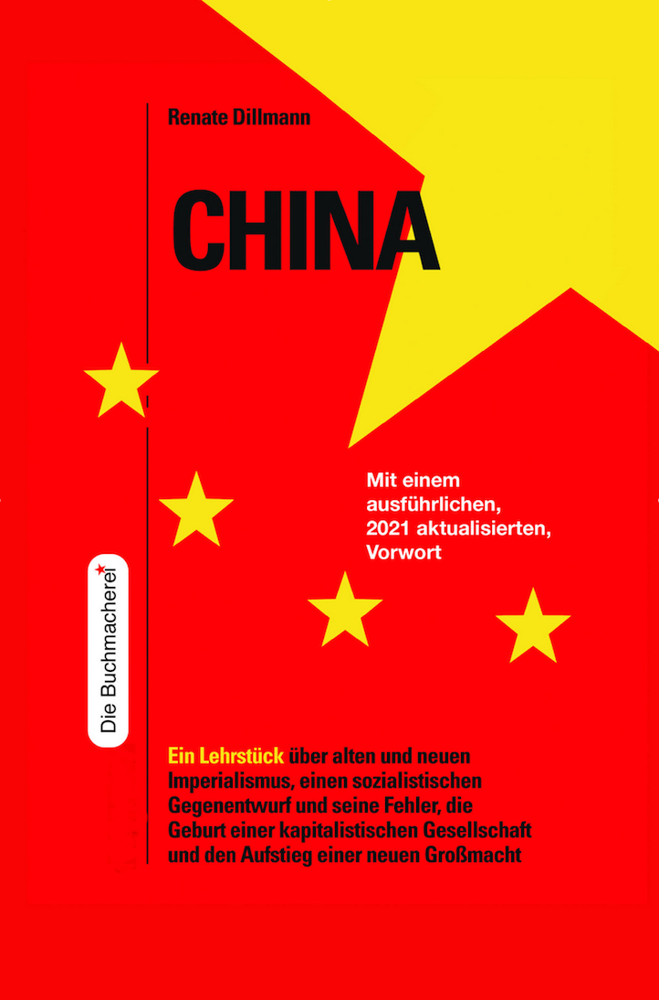 Renate Dillmann
CHINA
Mit einem
ausführlichen,
2021 aktualisierten,
Vorwort
Die Buchmacherei
Ein Lehrstück über alten und neuen
Imperialismus, einen sozialistischen
Gegenentwurf und seine Fehler, die
Geburt einer kapitalistischen Gesellschaft
und den Aufstieg einer neuen Großmacht